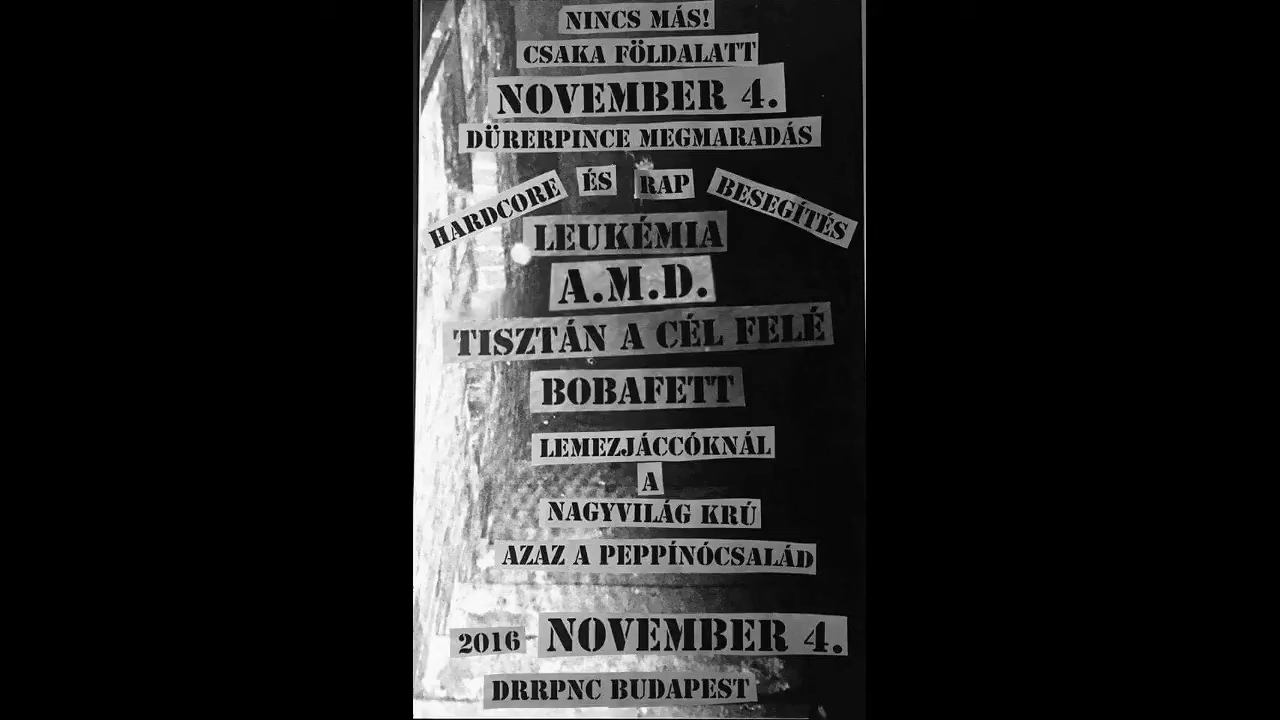 NINCS MÁS!
CSAKA FÖLDALATT
NOVEMBER 4.
DÜRERPINCE MEGMARADÁS
HARDCORE ÉS RAP BESEGÍTÉS
LEUKÉMIA
A.M.D.
TISZTÁN A CÉL FELÉ
BOBAFETT
LEMEZJÁCCÓKNÁL
A
NAGYVILÁG KRÚ
AZAZ A PEPPÍNÓCSALÁD
2016 NOVEMBER 4.
DRRPNC BUDAPEST